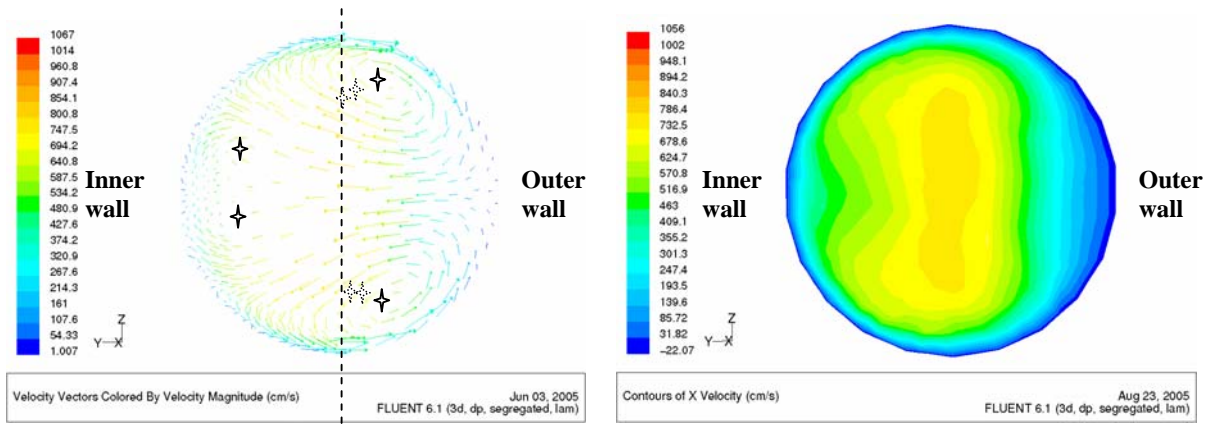 1067
1014
960.8
907.4
854.1
800.8
747.5
694.2
640.8
587.5
534.2
480.9
427.6
374.2
320.9
267.6
214.3
161
107.6
54.33
1.007
Inner
wall
Outer
wall
Z
Y X
Velocity Vectors Colored By Velocity Magnitude (cm/s)
Jun 03, 2005
FLUENT 6.1 (3d, dp, segregated, lam)
1056
1002
948.1
894.2
840.3
786.4
732.5
678.6
624.7
570.8
516.9
463
409.1
355.2
301.3
247.4
193.5
139.6
85.72
31.82
-22.07
Inner
wall
Outer
wall
Z
Y X
Contours of X Velocity (cm/s)
Aug 23, 2005
FLUENT 6.1 (3d, dp, segregated, lam)